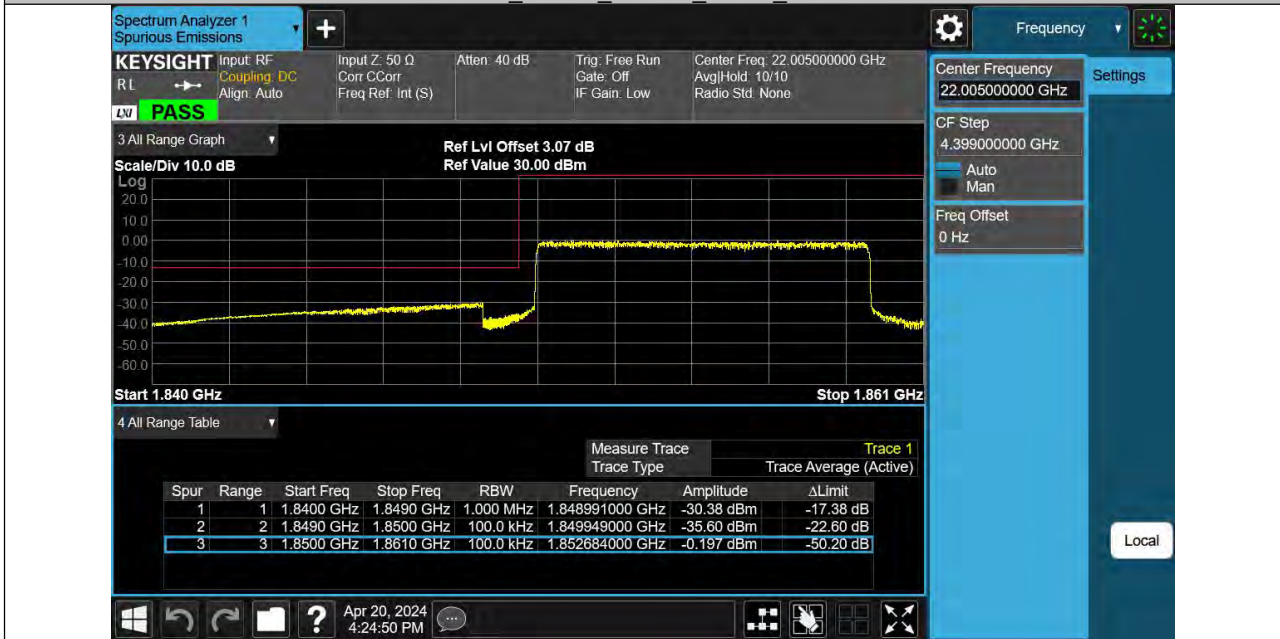 Spectrum Analyzer 1
Spurious Emissions
+
Frequency
KEYSIGHT Input: RF Input Z: 50 Ω Atten: 40 dB Trig: Free Run Center Freq: 22.005000000 GHz
RL Coupling: DC Corr CCorr Gate: Off Avg|Hold: 10/10
Align: Auto Freq Ref: Int (S) IF Gain: Low Radio Std: None
LXI PASS
Center Frequency
22.005000000 GHz
Settings
CF Step
4.399000000 GHz
Auto
Man
Freq Offset
0 Hz
3 All Range Graph
Ref Lvl Offset 3.07 dB
Scale/Div 10.0 dB Ref Value 30.00 dBm
Log
20.0
10.0
0.00
-10.0
-20.0
-30.0
-40.0
-50.0
-60.0
Start 1.840 GHz Stop 1.861 GHz
4 All Range Table
Measure Trace Trace 1
Trace Type Trace Average (Active)
Spur Range Start Freq Stop Freq RBW Frequency Amplitude ΔLimit
1 1 1.8400 GHz 1.8490 GHz 1.000 MHz 1.848991000 GHz -30.38 dBm -17.38 dB
2 2 1.8490 GHz 1.8500 GHz 100.0 kHz 1.849949000 GHz -35.60 dBm -22.60 dB
3 3 1.8500 GHz 1.8610 GHz 100.0 kHz 1.852684000 GHz -0.197 dBm -50.20 dB
Local
? Apr 20, 2024
4:24:50 PM